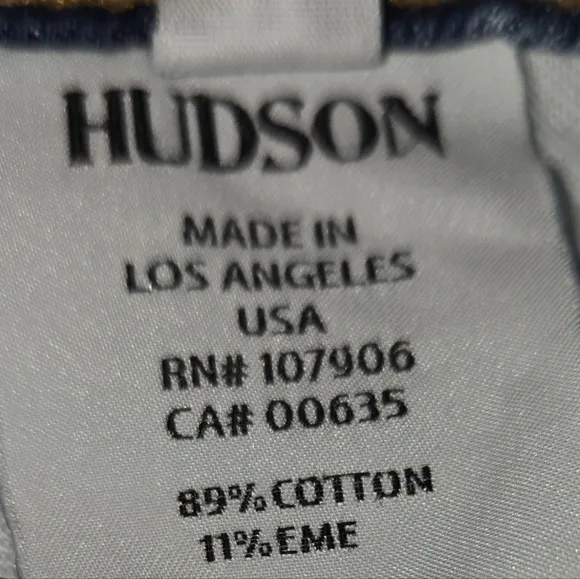 HUDSON
MADE IN
LOS ANGELES
USA
RN# 107906
CA# 00635
89% COTTON
11% EME